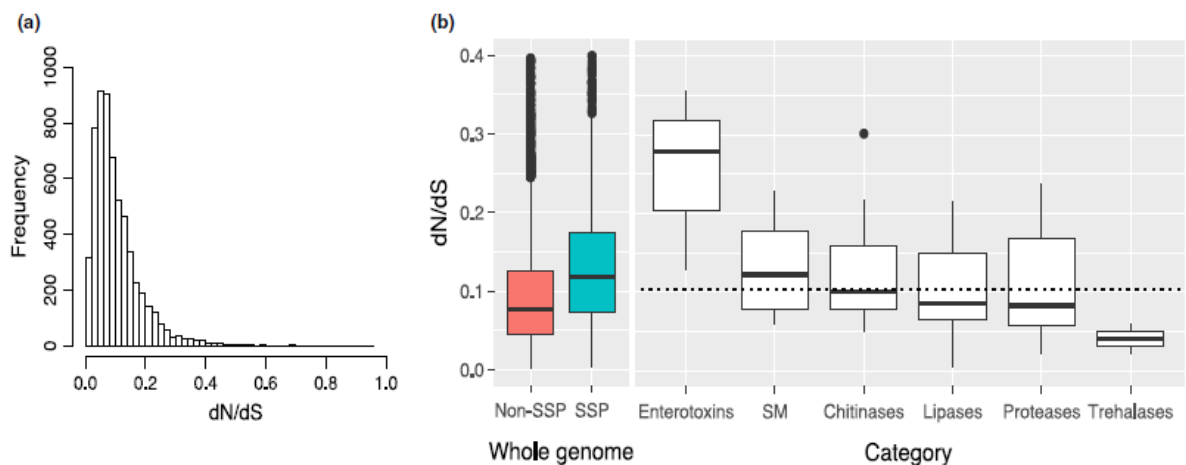 (a)
Frequency
1000
800
600
400
200
0
0.0 0.2 0.4 0.6 0.8 1.0
dN/dS
(b)
dN/dS
0.4
0.3
0.2
0.1
0.0
Non-SSP SSP
Whole genome
Enterotoxins SM Chitinases Lipases Proteases Trehalases
Category